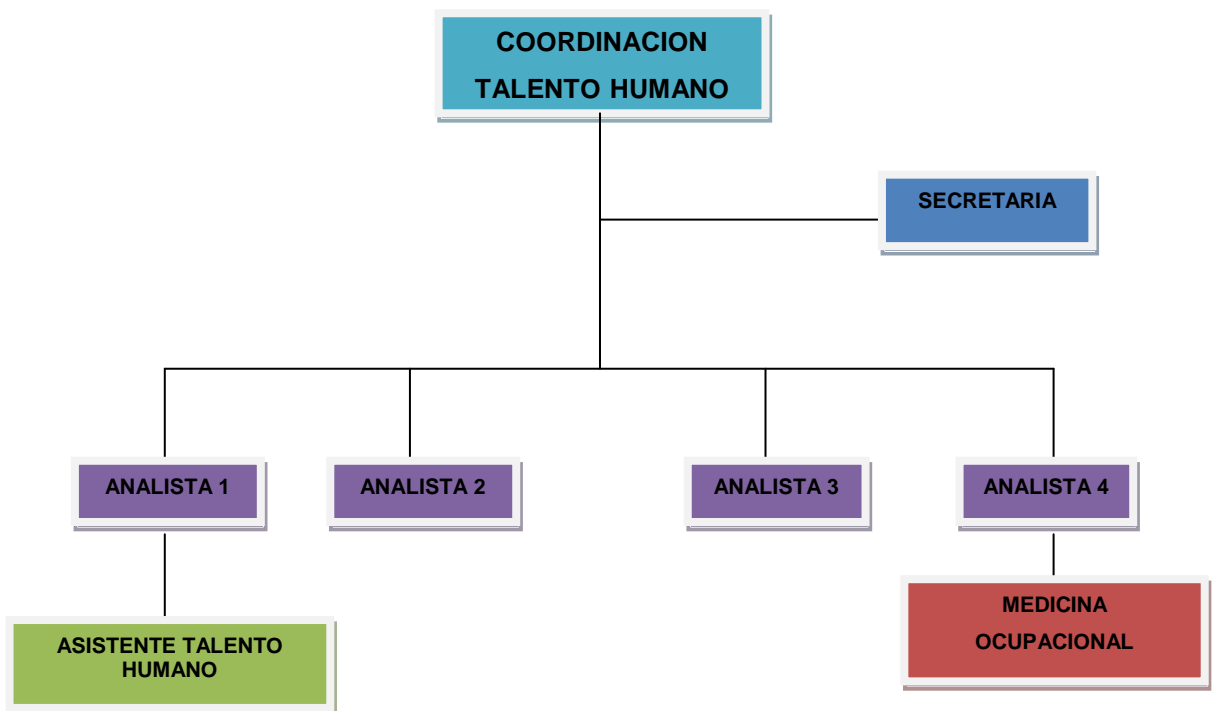 COORDINACION
TALENTO HUMANO
SECRETARIA
ANALISTA 1
ANALISTA 2
ANALISTA 3
ANALISTA 4
ASISTENTE TALENTO
HUMANO
MEDICINA
OCUPACIONAL